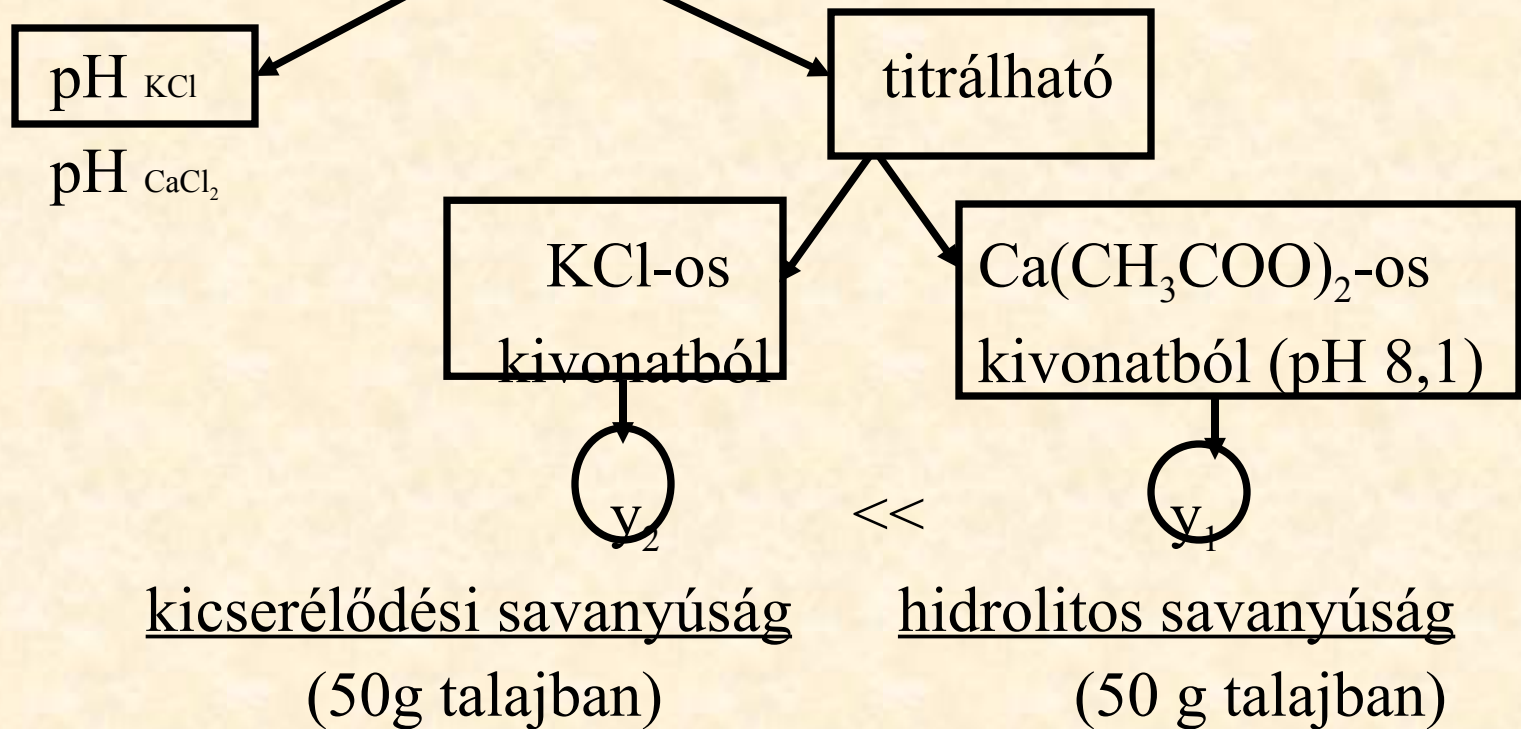 pH KCl
titrálható
pH CaCl₂
KCl-os
kivonatból
Ca(CH₃COO)₂-os
kivonatból (pH 8,1)
y₂ << y₁
kicserélődési savanyúság
hidrolitos savanyúság
(50g talajban)
(50 g talajban)